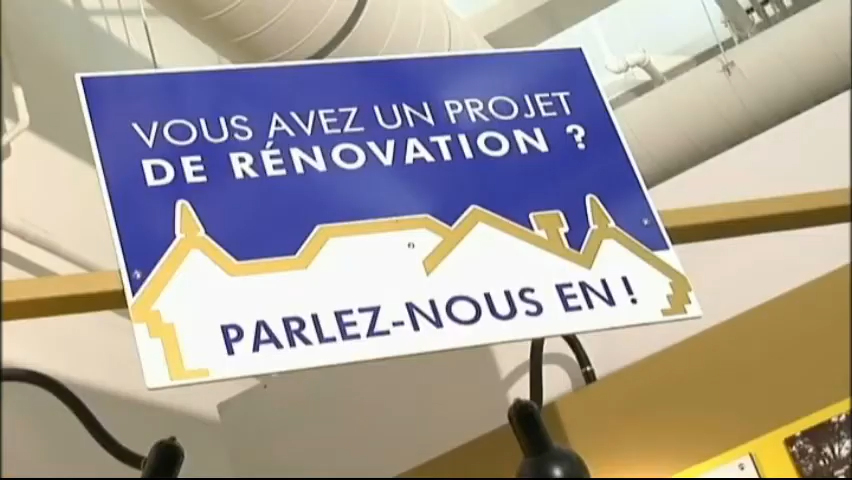 VOUS AVEZ UN PROJET
DE RÉNOVATION ?
PARLEZ-NOUS EN !